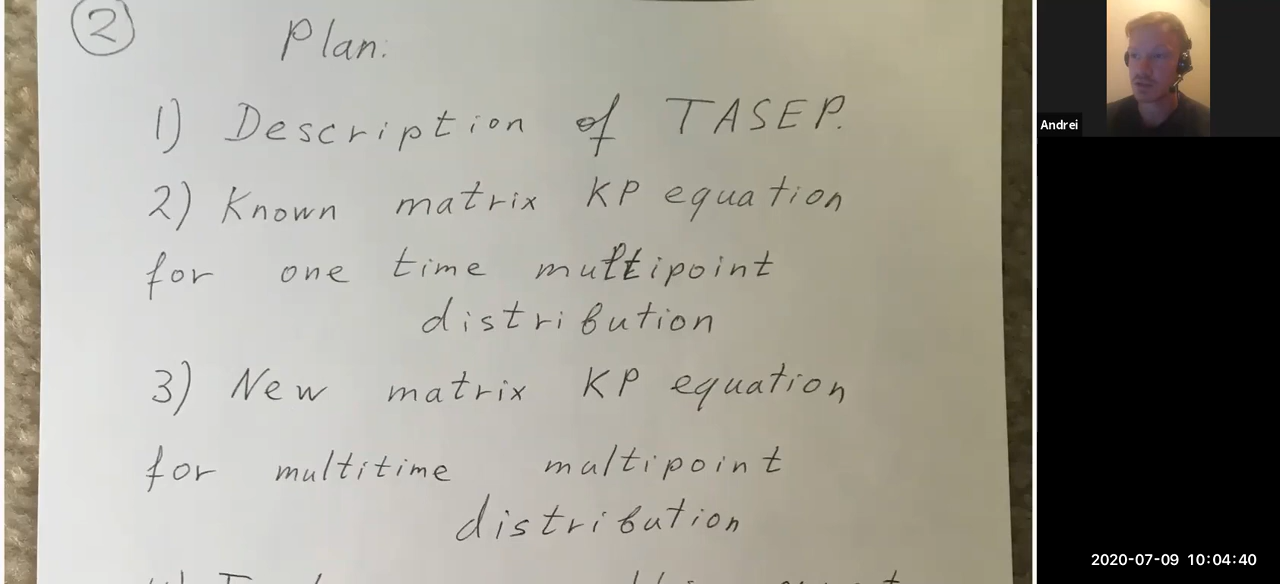 2
Plan:
1) Description of TASEP.
2) Known matrix KP equation
for one time multipoint
distribution
3) New matrix KP equation
for multitime multipoint
distribution
Andrei
2020-07-09 10:04:40